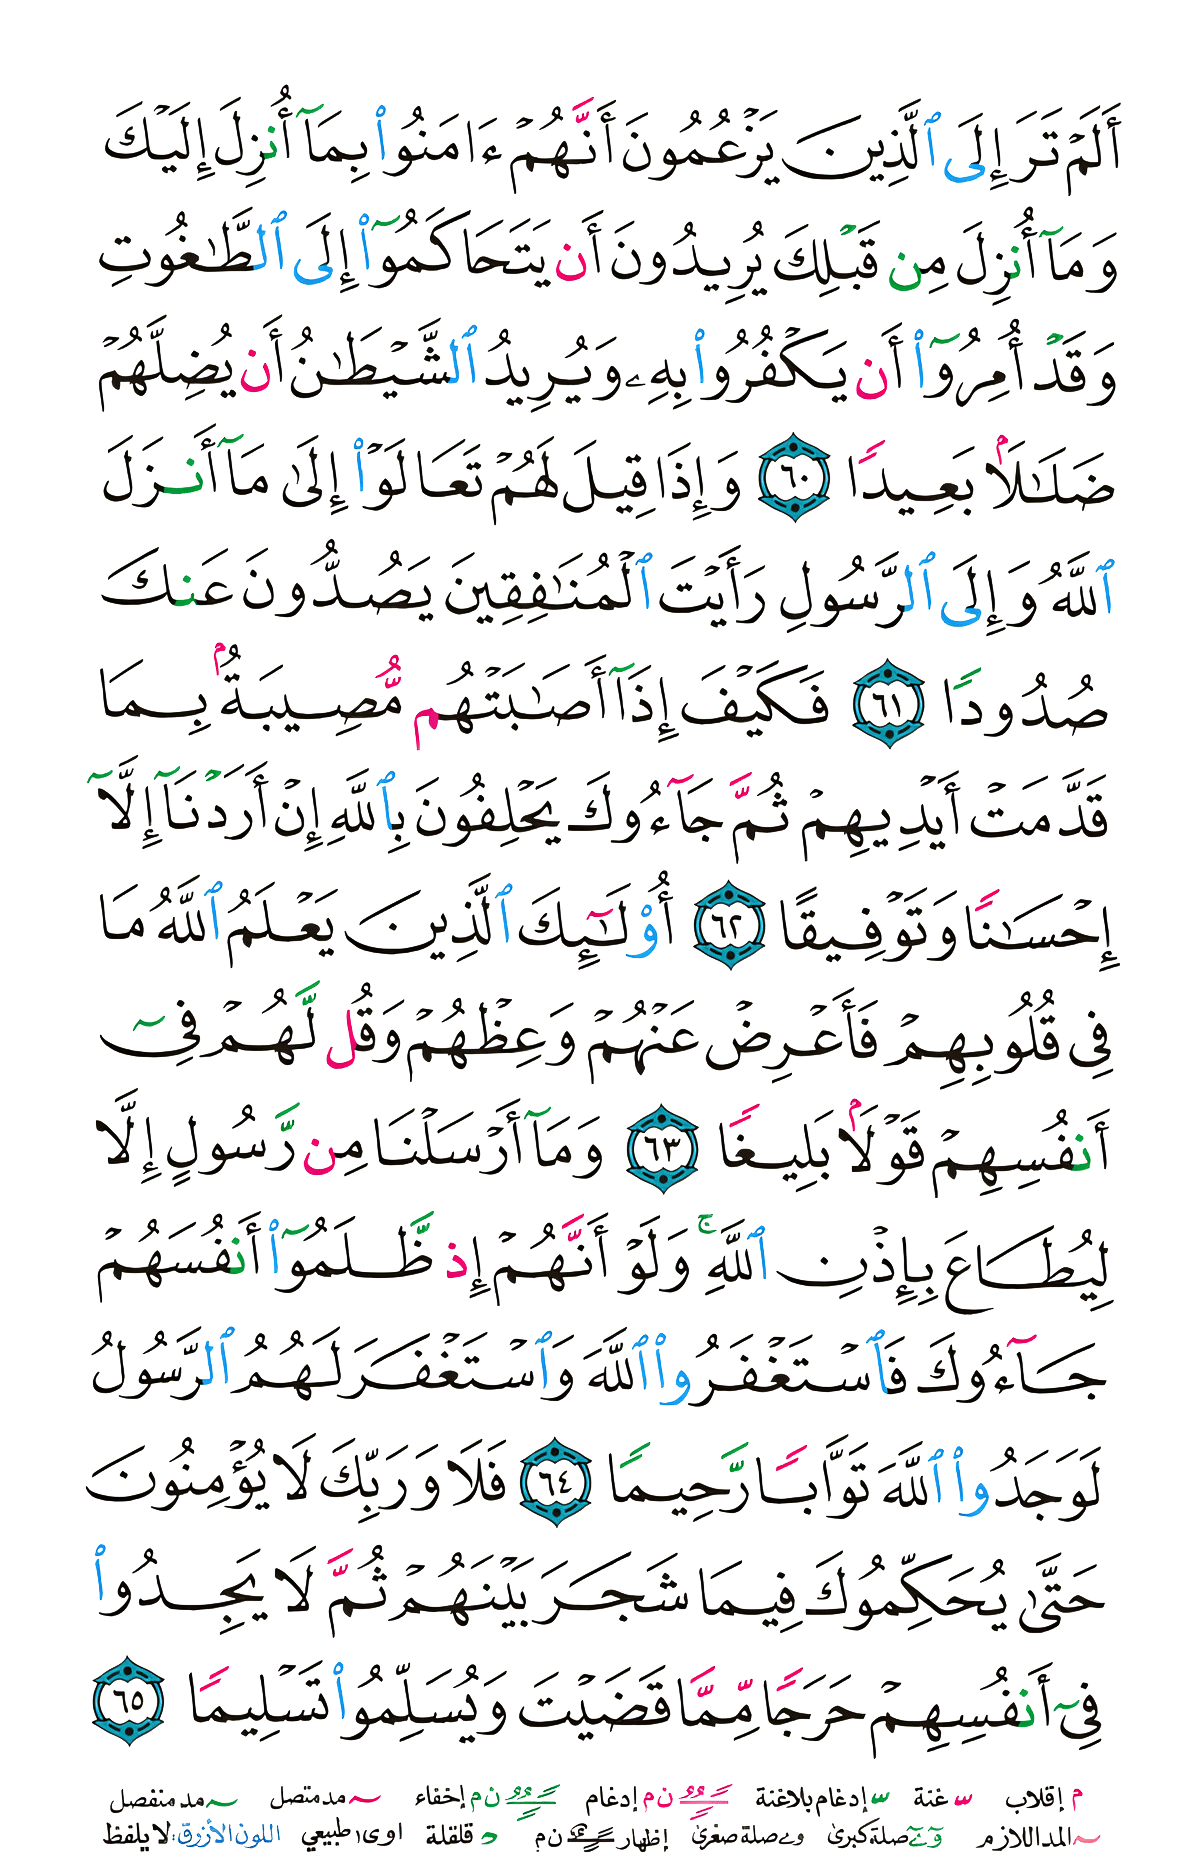 أَلَمْ تَرَ إِلَى ٱلَّذِينَ يَزْعُمُونَ أَنَّهُمْ ءَامَنُوا۟ بِمَآ أُنزِلَ إِلَيْكَ
وَمَآ أُنزِلَ مِن قَبْلِكَ يُرِيدُونَ أَن يَتَحَاكَمُوٓا۟ إِلَى ٱلطَّٰغُوتِ
وَقَدْ أُمِرُوٓا۟ أَن يَكْفُرُوا۟ بِهِۦ وَيُرِيدُ ٱلشَّيْطَٰنُ أَن يُضِلَّهُمْ
ضَلَٰلَۢا بَعِيدًا ٦٠ وَإِذَا قِيلَ لَهُمْ تَعَالَوْا۟ إِلَىٰ مَآ أَنزَلَ
ٱللَّهُ وَإِلَى ٱلرَّسُولِ رَأَيْتَ ٱلْمُنَٰفِقِينَ يَصُدُّونَ عَنكَ
صُدُودًا ٦١ فَكَيْفَ إِذَآ أَصَٰبَتْهُم مُّصِيبَةُۢ بِمَا
قَدَّمَتْ أَيْدِيهِمْ ثُمَّ جَآءُوكَ يَحْلِفُونَ بِٱللَّهِ إِنْ أَرَدْنَآ إِلَّآ
إِحْسَٰنًا وَتَوْفِيقًا ٦٢ أُو۟لَٰٓئِكَ ٱلَّذِينَ يَعْلَمُ ٱللَّهُ مَا
فِى قُلُوبِهِمْ فَأَعْرِضْ عَنْهُمْ وَعِظْهُمْ وَقُل لَّهُمْ فِىٓ
أَنفُسِهِمْ قَوْلَۢا بَلِيغًا ٦٣ وَمَآ أَرْسَلْنَا مِن رَّسُولٍ إِلَّا
لِيُطَاعَ بِإِذْنِ ٱللَّهِ ۚ وَلَوْ أَنَّهُمْ إِذ ظَّلَمُوٓا۟ أَنفُسَهُمْ
جَآءُوكَ فَٱسْتَغْفَرُوا۟ ٱللَّهَ وَٱسْتَغْفَرَ لَهُمُ ٱلرَّسُولُ
لَوَجَدُوا۟ ٱللَّهَ تَوَّابًا رَّحِيمًا ٦٤ فَلَا وَرَبِّكَ لَا يُؤْمِنُونَ
حَتَّىٰ يُحَكِّمُوكَ فِيمَا شَجَرَ بَيْنَهُمْ ثُمَّ لَا يَجِدُوا۟
فِىٓ أَنفُسِهِمْ حَرَجًا مِّمَّا قَضَيْتَ وَيُسَلِّمُوا۟ تَسْلِيمًا ٦٥
م إقلاب غنة إدغام بلاغنة ن م إدغام ن م إخفاء مد متصل مد منفصل
المد اللازم صلة كبرى و ے صلة صغرى إظهار ن م قلقلة ا و ى طبيعي اللون الأزرق: لا يلفظ